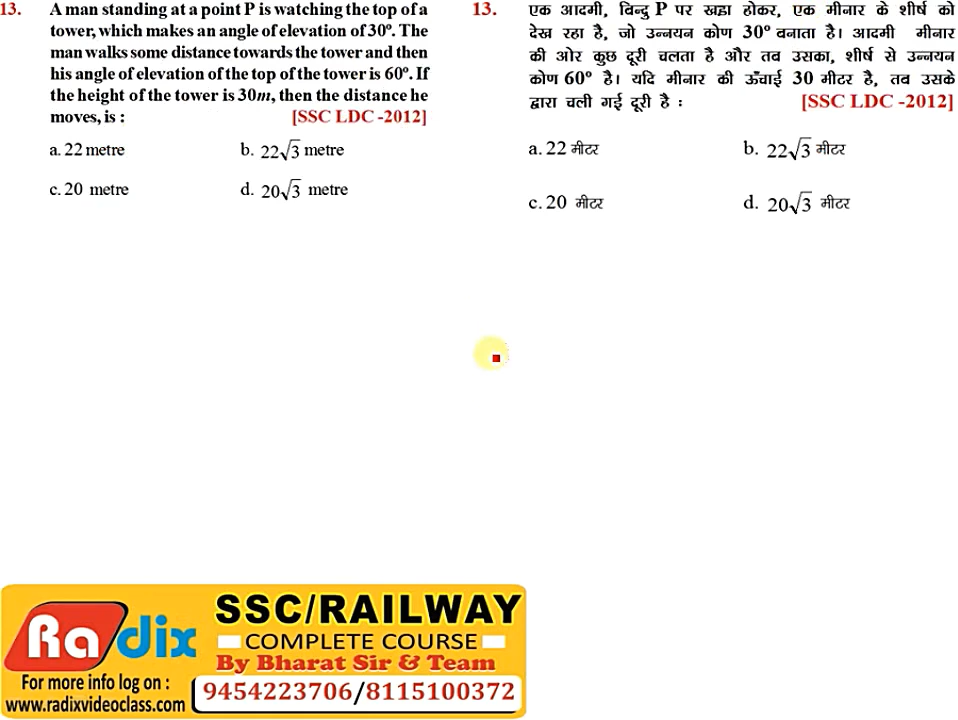 13. A man standing at a point P is watching the top of a
tower, which makes an angle of elevation of 30º. The
man walks some distance towards the tower and then
his angle of elevation of the top of the tower is 60º. If
the height of the tower is 30m, then the distance he
moves, is : [SSC LDC -2012]
a. 22 metre b. 22√3 metre
c. 20 metre d. 20√3 metre
13. एक आदमी, बिन्दु P पर खड़ा होकर, एक मीनार के शीर्ष को
देख रहा है, जो उन्नयन कोण 30º बनाता है। आदमी मीनार
की ओर कुछ दूरी चलता है और तब उसका, शीर्ष से उन्नयन
कोण 60º है। यदि मीनार की ऊँचाई 30 मीटर है, तब उसके
द्वारा चली गई दूरी है : [SSC LDC -2012]
a. 22 मीटर b. 22√3 मीटर
c. 20 मीटर d. 20√3 मीटर
Radix
For more info log on :
www.radixvideoclass.com
SSC/RAILWAY
COMPLETE COURSE
By Bharat Sir & Team
9454223706/8115100372